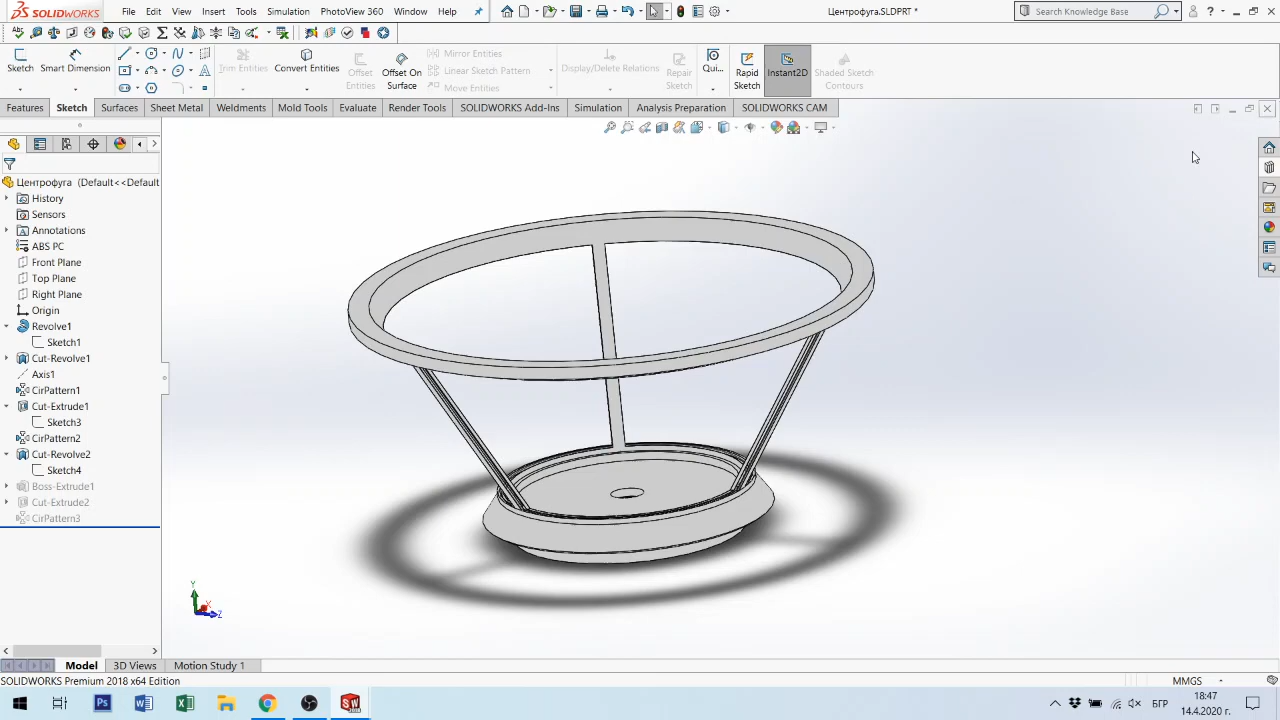 SOLIDWORKS File Edit View Insert Tools Simulation PhotoView 360 Window Help Центрофуга.SLDPRT * Search Knowledge Base
Sketch Smart Dimension Trim Entities Convert Entities Offset Entities Offset On Surface Mirror Entities Linear Sketch Pattern Move Entities Display/Delete Relations Repair Sketch Qui... Rapid Sketch Instant2D Shaded Sketch Contours
Features Sketch Surfaces Sheet Metal Weldments Mold Tools Evaluate Render Tools SOLIDWORKS Add-Ins Simulation Analysis Preparation SOLIDWORKS CAM
Центрофуга (Default<<Default
History
Sensors
Annotations
ABS PC
Front Plane
Top Plane
Right Plane
Origin
Revolve1
Sketch1
Cut-Revolve1
Axis1
CirPattern1
Cut-Extrude1
Sketch3
CirPattern2
Cut-Revolve2
Sketch4
Boss-Extrude1
Cut-Extrude2
CirPattern3
Y
X
Z
Model 3D Views Motion Study 1
SOLIDWORKS Premium 2018 x64 Edition MMGS
Ps W X SW БГР 18:47
14.4.2020 г.